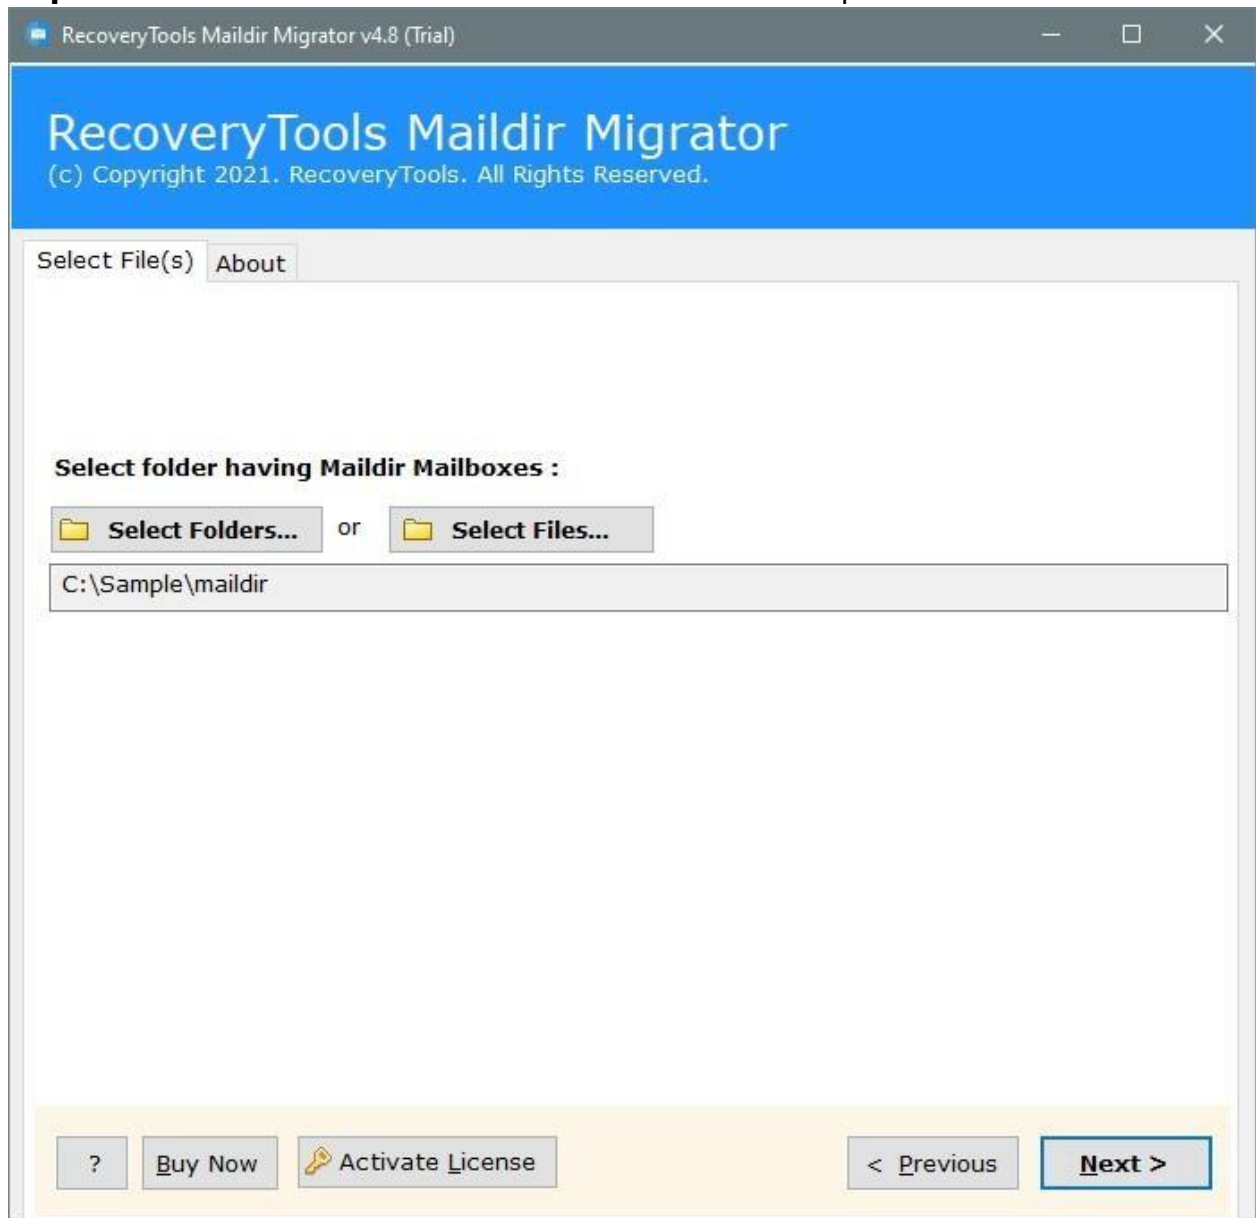 RecoveryTools Maildir Migrator v4.8 (Trial)
RecoveryTools Maildir Migrator
(c) Copyright 2021. RecoveryTools. All Rights Reserved.
Select File(s) About
Select folder having Maildir Mailboxes :
Select Folders... or Select Files...
C:\Sample\maildir
? Buy Now Activate License < Previous Next >